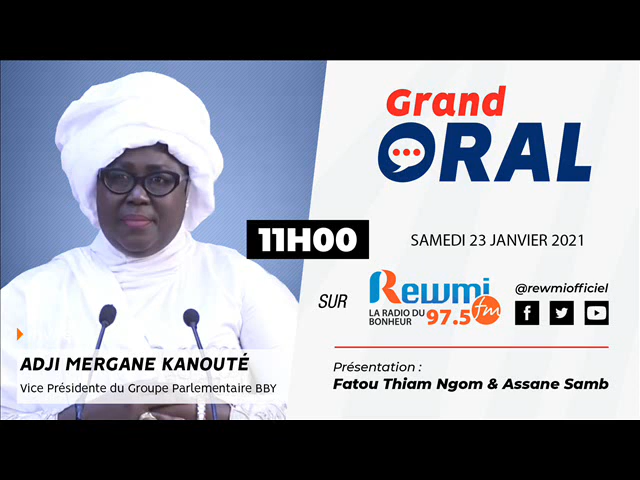 Grand
ORAL
11H00
SAMEDI 23 JANVIER 2021
SUR
Rewmi
fm
LA RADIO DU
BONHEUR 97.5
@rewmiofficiel
ADJI MERGANE KANOUTÉ
Vice Présidente du Groupe Parlementaire BBY
Présentation :
Fatou Thiam Ngom & Assane Samb